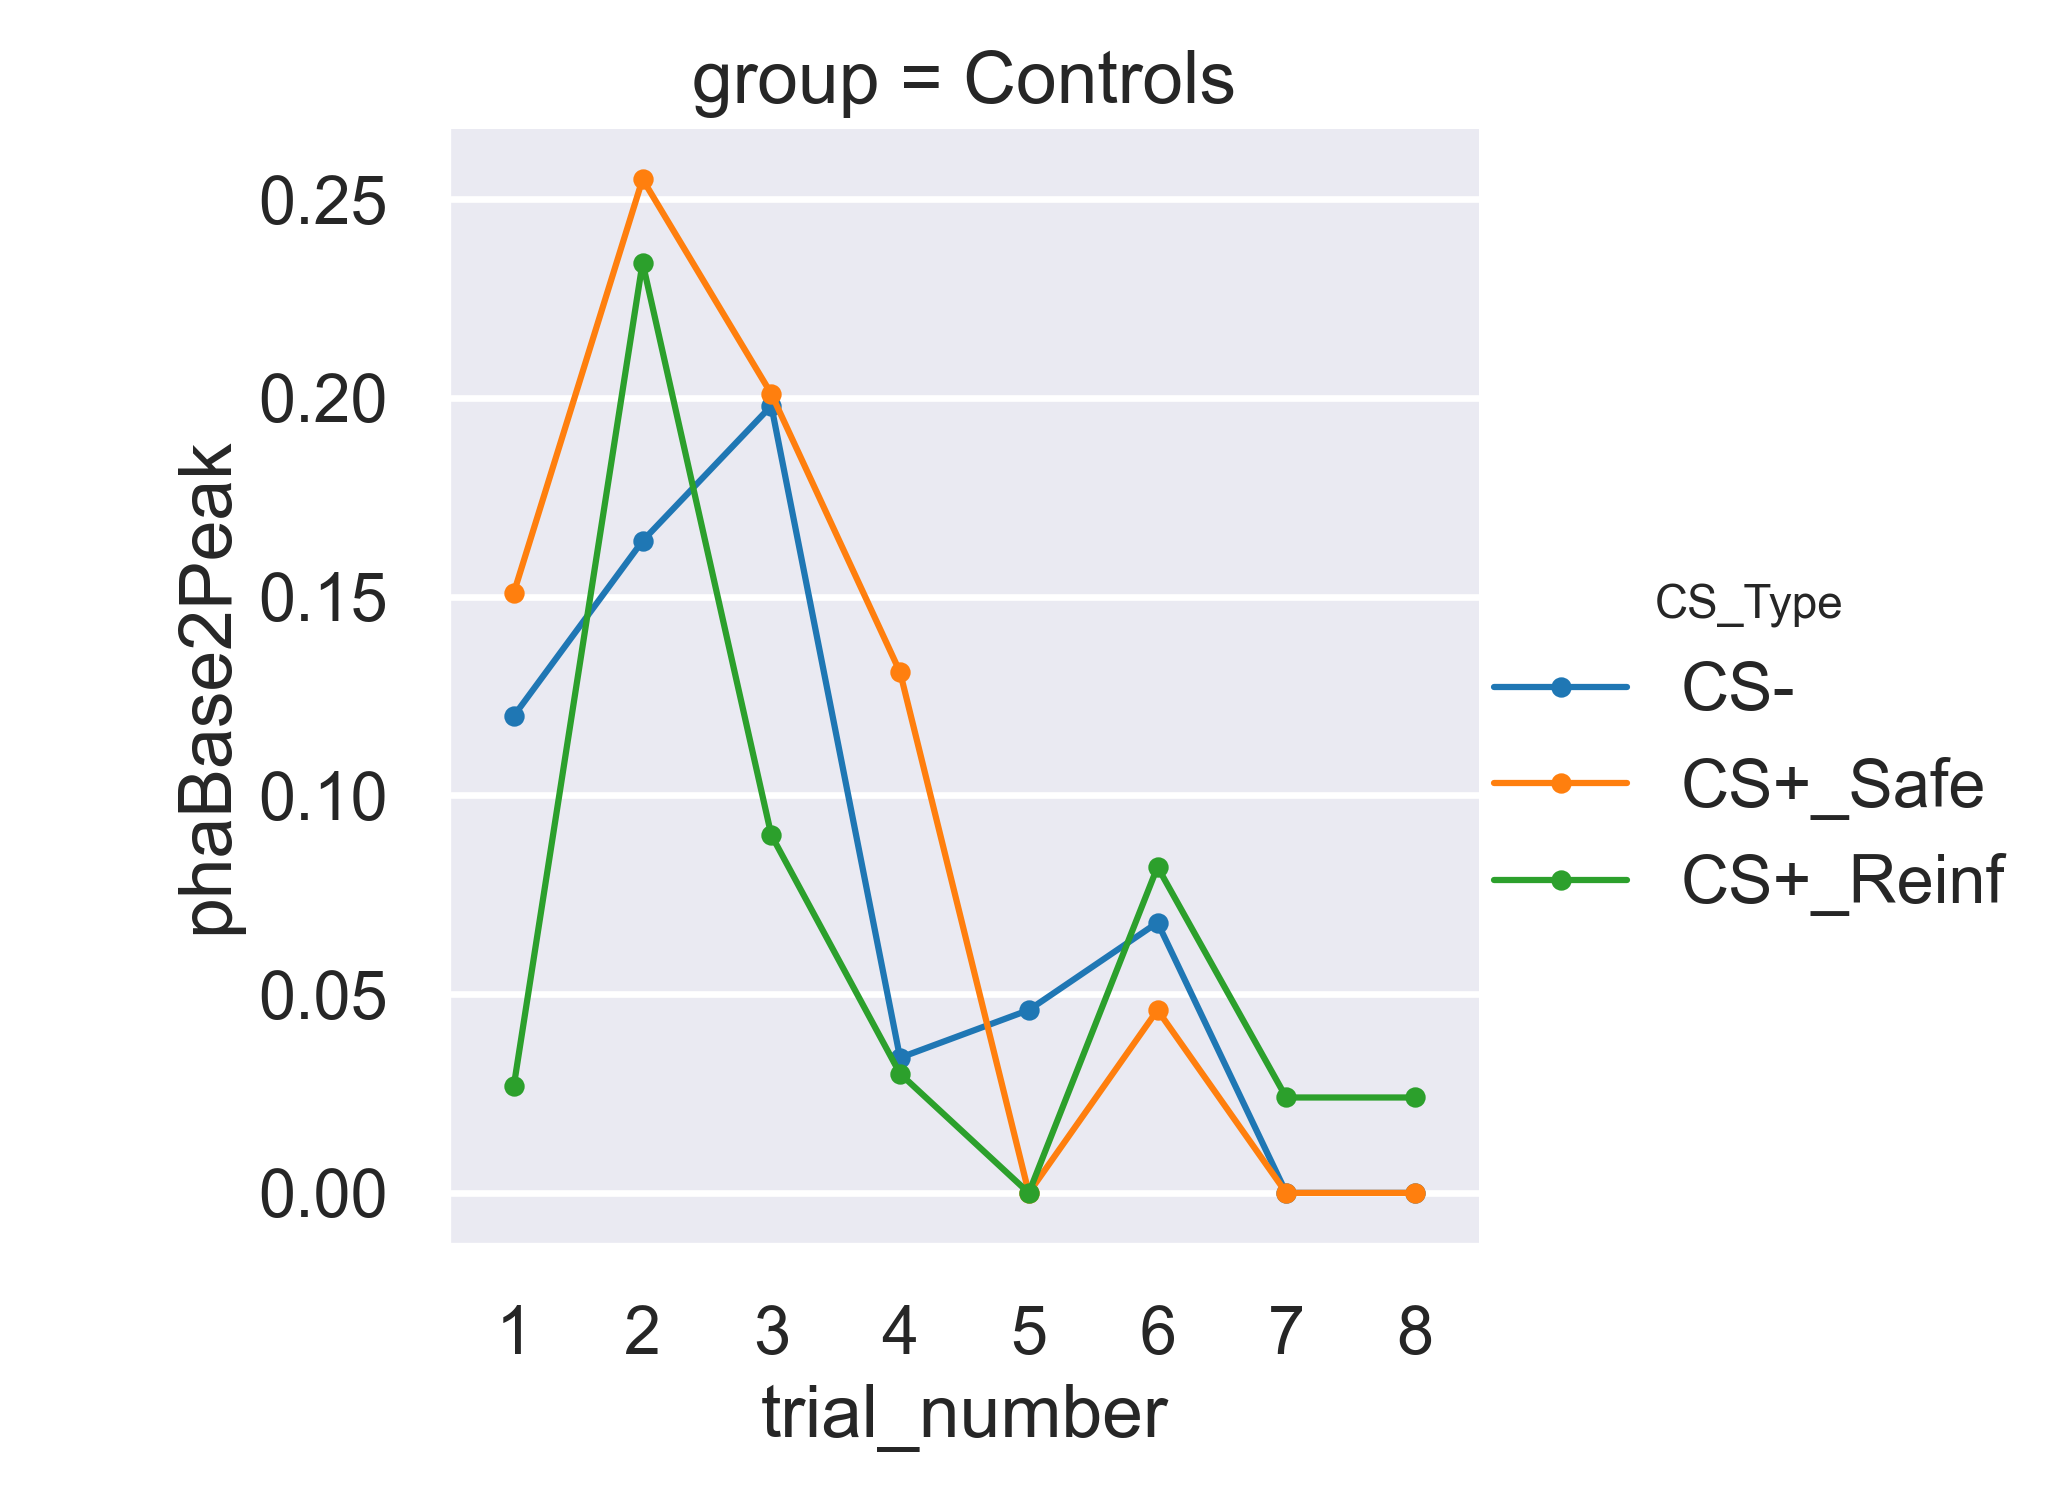 group = Controls
phaBase2Peak
0.25
0.20
0.15
0.10
0.05
0.00
1 2 3 4 5 6 7 8
trial_number
CS_Type
CS-
CS+_Safe
CS+_Reinf